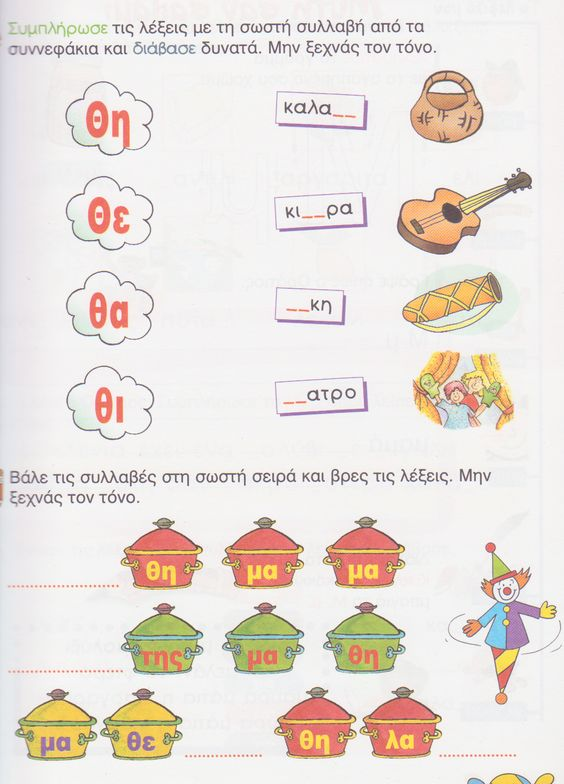 Συμπλήρωσε τις λέξεις με τη σωστή συλλαβή από τα
συννεφάκια και διάβασε δυνατά. Μην ξεχνάς τον τόνο.
θη
καλα__
θε
κι__ρα
θα
__κη
θι
__ατρο
Βάλε τις συλλαβές στη σωστή σειρά και βρες τις λέξεις. Μην
ξεχνάς τον τόνο.
θη μα μα
της μα θη
μα θε θη λα